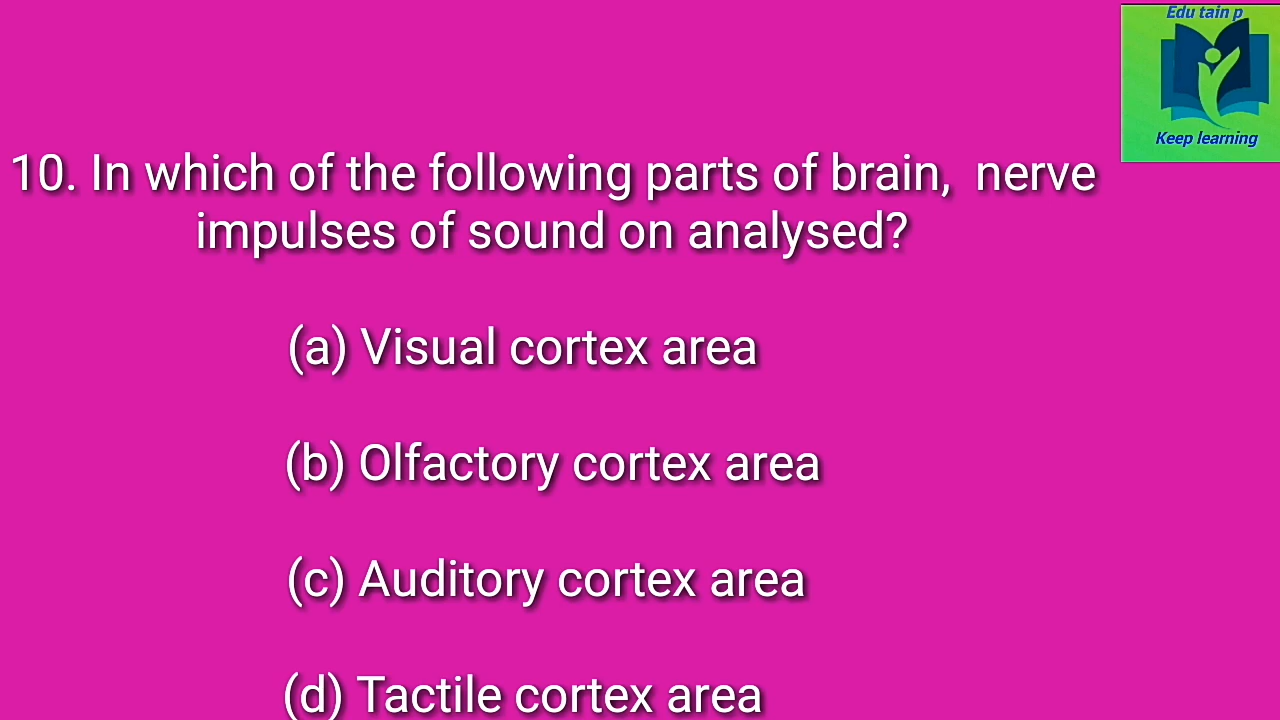 Edu tain p
Keep learning
10. In which of the following parts of brain,  nerve
impulses of sound on analysed?
(a) Visual cortex area
(b) Olfactory cortex area
(c) Auditory cortex area
(d) Tactile cortex area